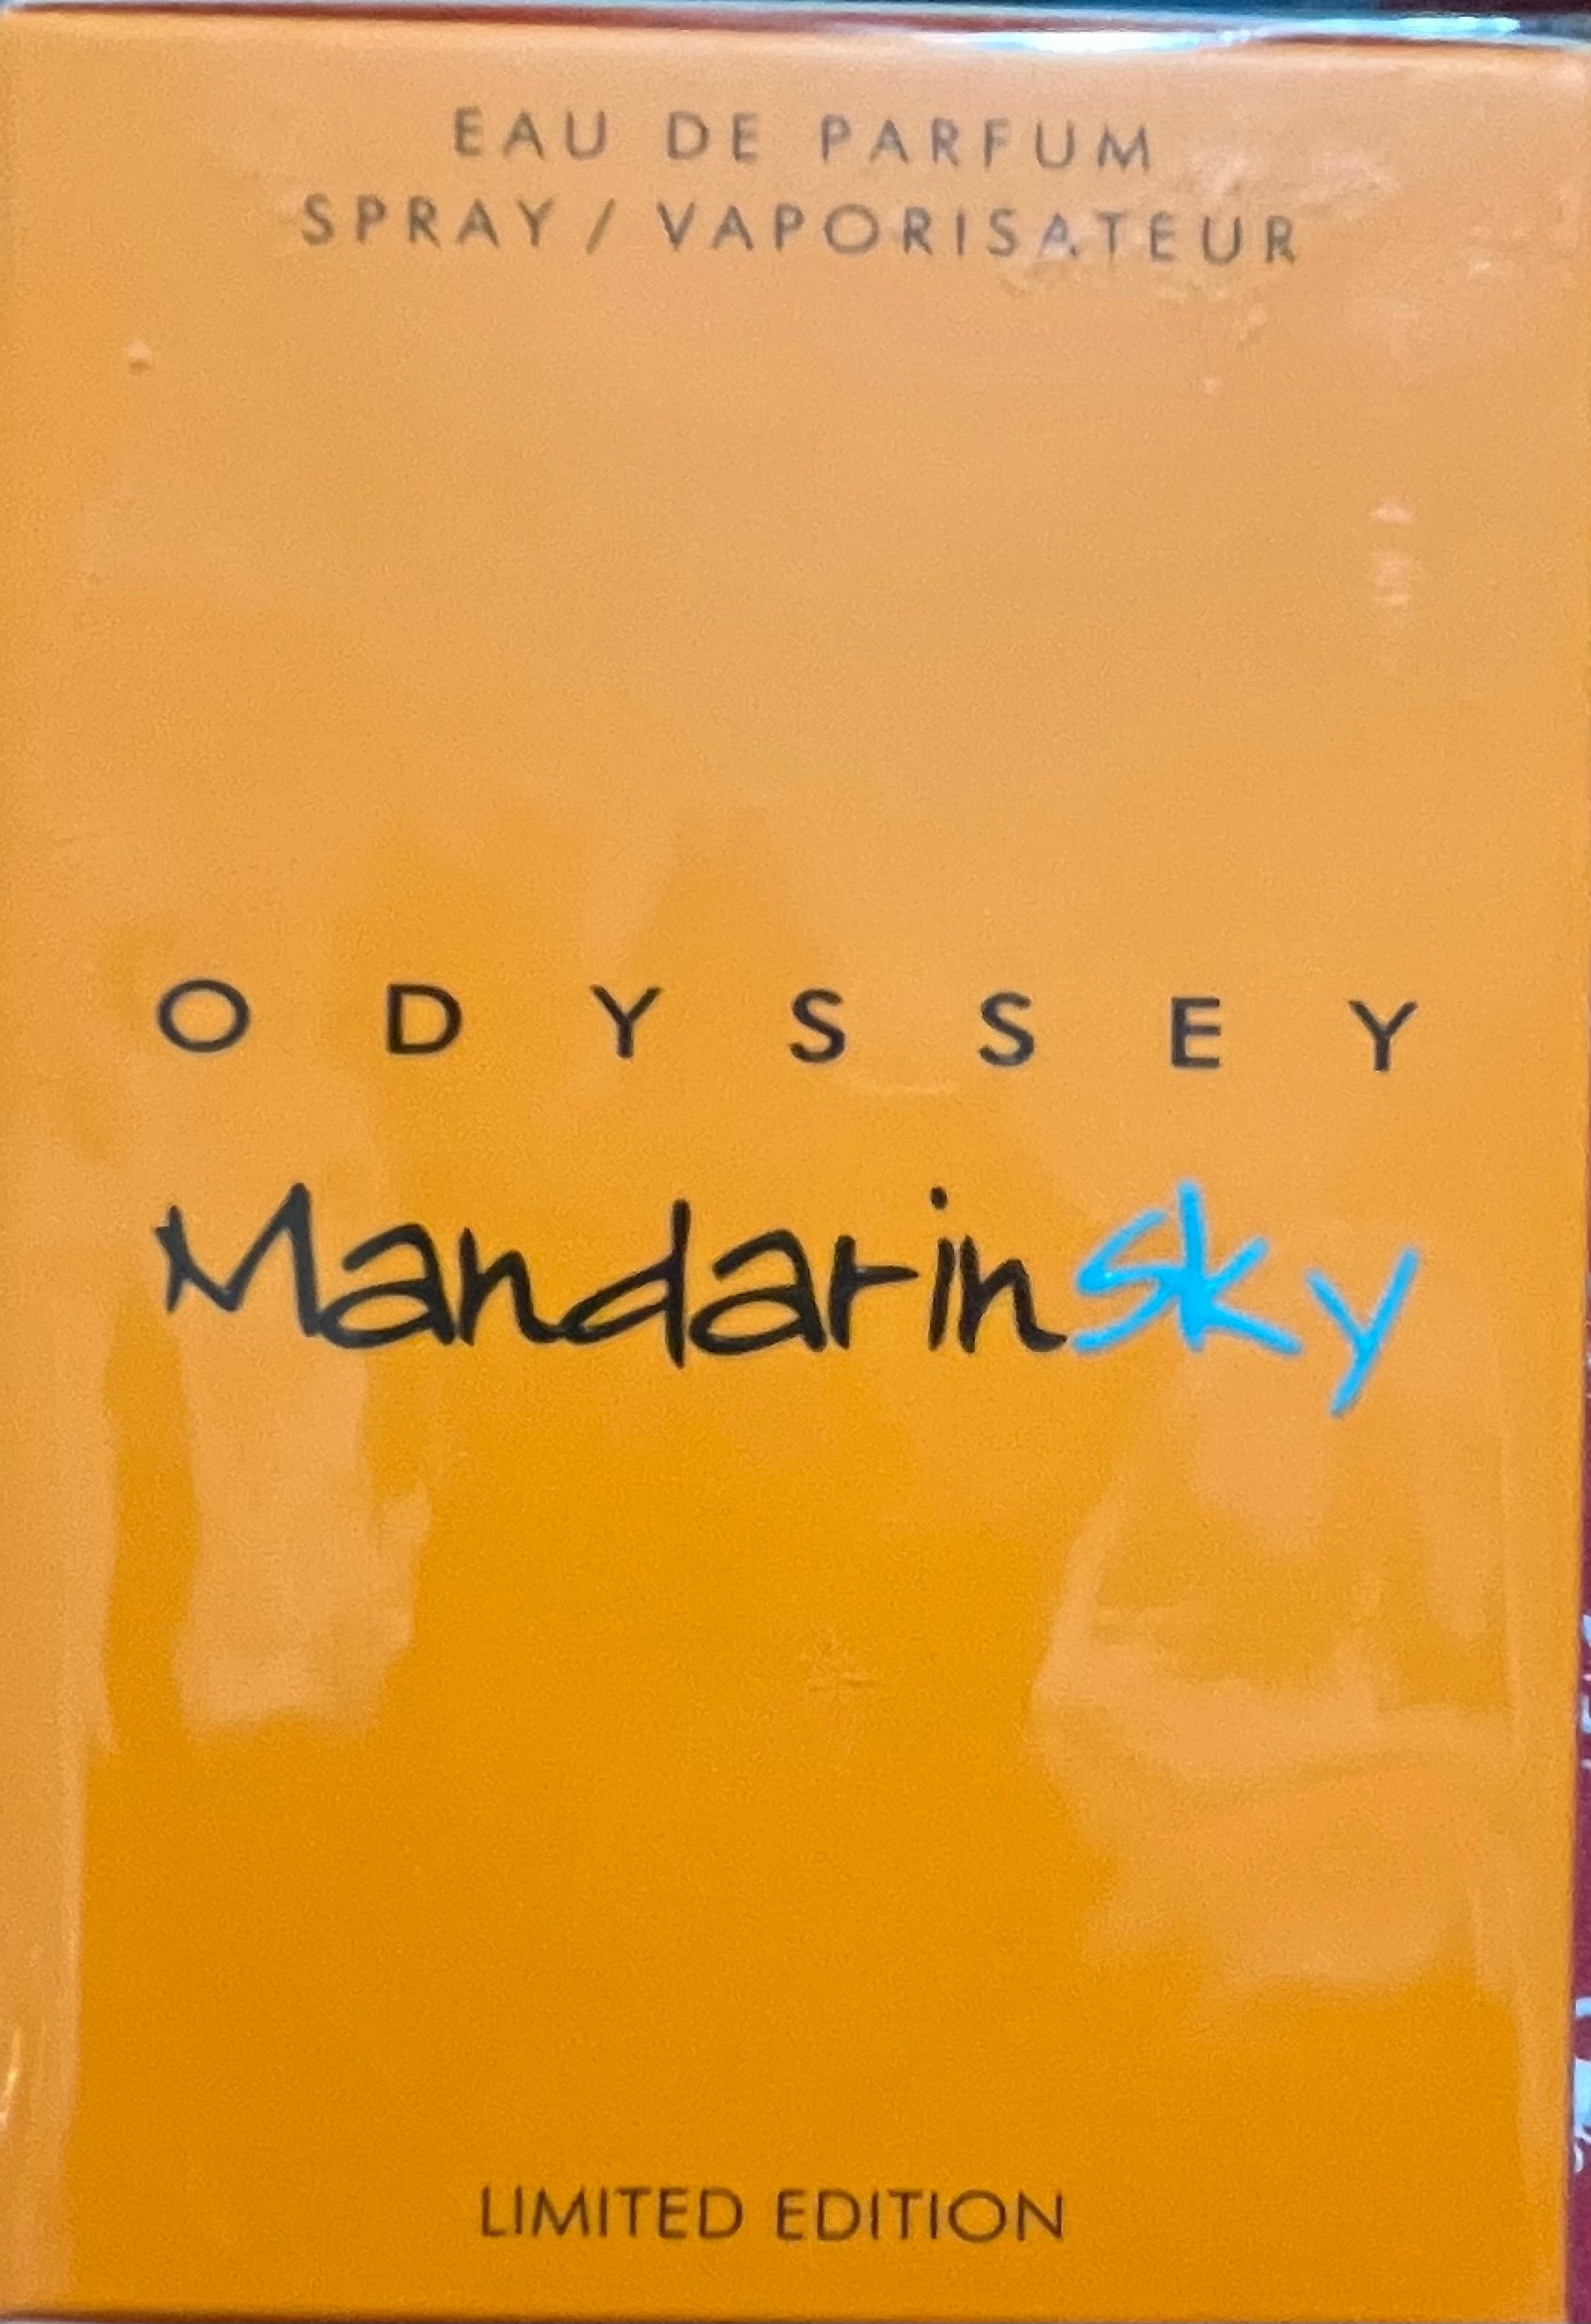 EAU DE PARFUM
SPRAY / VAPORISATEUR
ODYSSEY
Mandarinsky
LIMITED EDITION